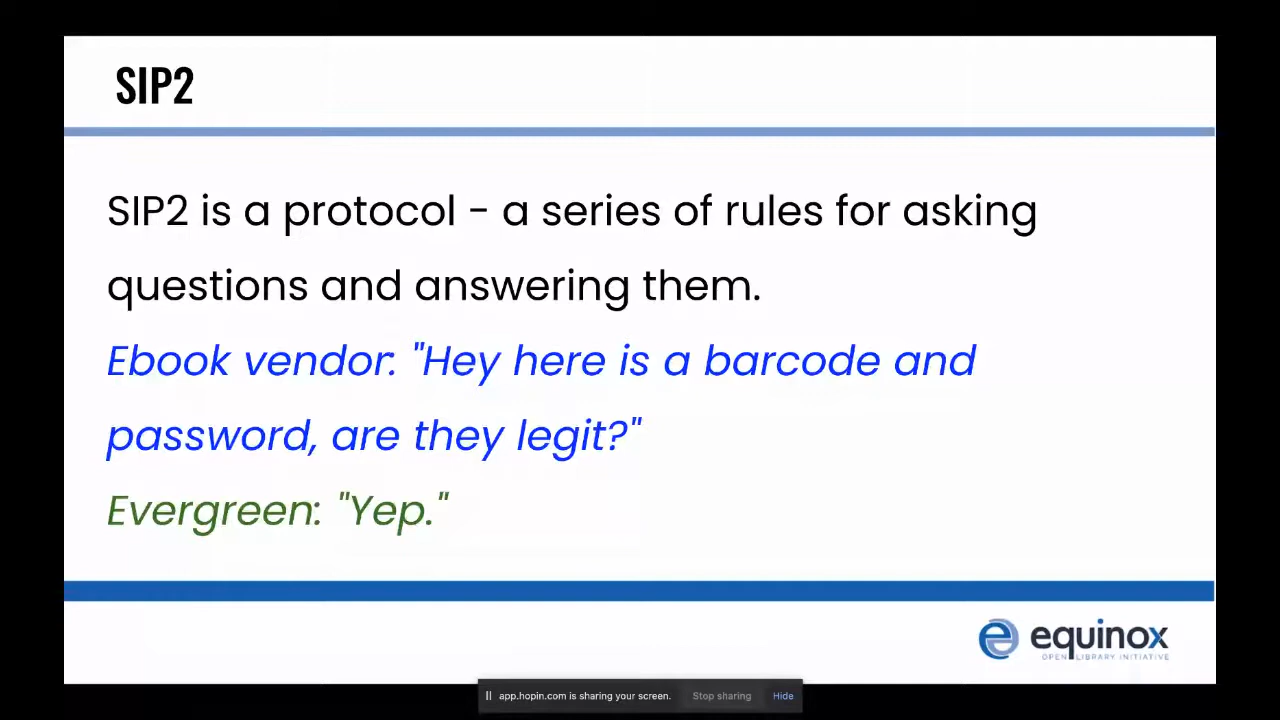 SIP2
SIP2 is a protocol - a series of rules for asking
questions and answering them.
Ebook vendor: "Hey here is a barcode and
password, are they legit?"
Evergreen: "Yep."
equinox
OPEN LIBRARY INITIATIVE
app.hopin.com is sharing your screen. Stop sharing Hide